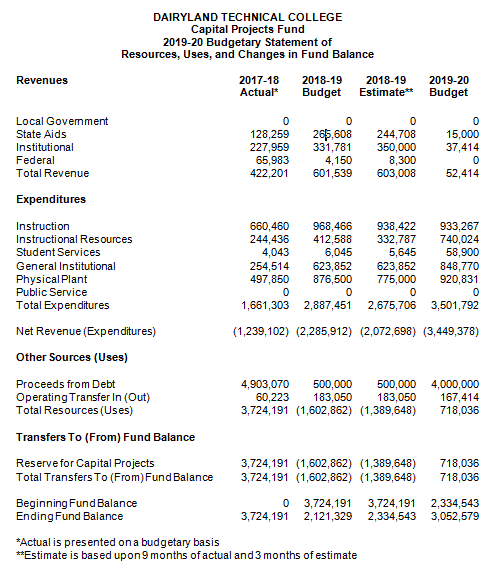 DAIRYLAND TECHNICAL COLLEGE
Capital Projects Fund
2019-20 Budgetary Statement of
Resources, Uses, and Changes in Fund Balance
Revenues 2017-18 2018-19 2018-19 2019-20
Actual* Budget Estimate** Budget
Local Government 0 0 0 0
State Aids 128,259 265,608 244,708 15,000
Institutional 227,959 331,781 350,000 37,414
Federal 65,983 4,150 8,300 0
Total Revenue 422,201 601,539 603,008 52,414
Expenditures
Instruction 660,460 968,466 938,422 933,267
Instructional Resources 244,436 412,588 332,787 740,024
Student Services 4,043 6,045 5,645 58,900
General Institutional 254,514 623,852 623,852 848,770
Physical Plant 497,850 876,500 775,000 920,831
Public Service 0 0 0 0
Total Expenditures 1,661,303 2,887,451 2,675,706 3,501,792
Net Revenue (Expenditures) (1,239,102) (2,285,912) (2,072,698) (3,449,378)
Other Sources (Uses)
Proceeds from Debt 4,903,070 500,000 500,000 4,000,000
Operating Transfer In (Out) 60,223 183,050 183,050 167,414
Total Resources (Uses) 3,724,191 (1,602,862) (1,389,648) 718,036
Transfers To (From) Fund Balance
Reserve for Capital Projects 3,724,191 (1,602,862) (1,389,648) 718,036
Total Transfers To (From) Fund Balance 3,724,191 (1,602,862) (1,389,648) 718,036
Beginning Fund Balance 0 3,724,191 3,724,191 2,334,543
Ending Fund Balance 3,724,191 2,121,329 2,334,543 3,052,579
*Actual is presented on a budgetary basis
**Estimate is based upon 9 months of actual and 3 months of estimate